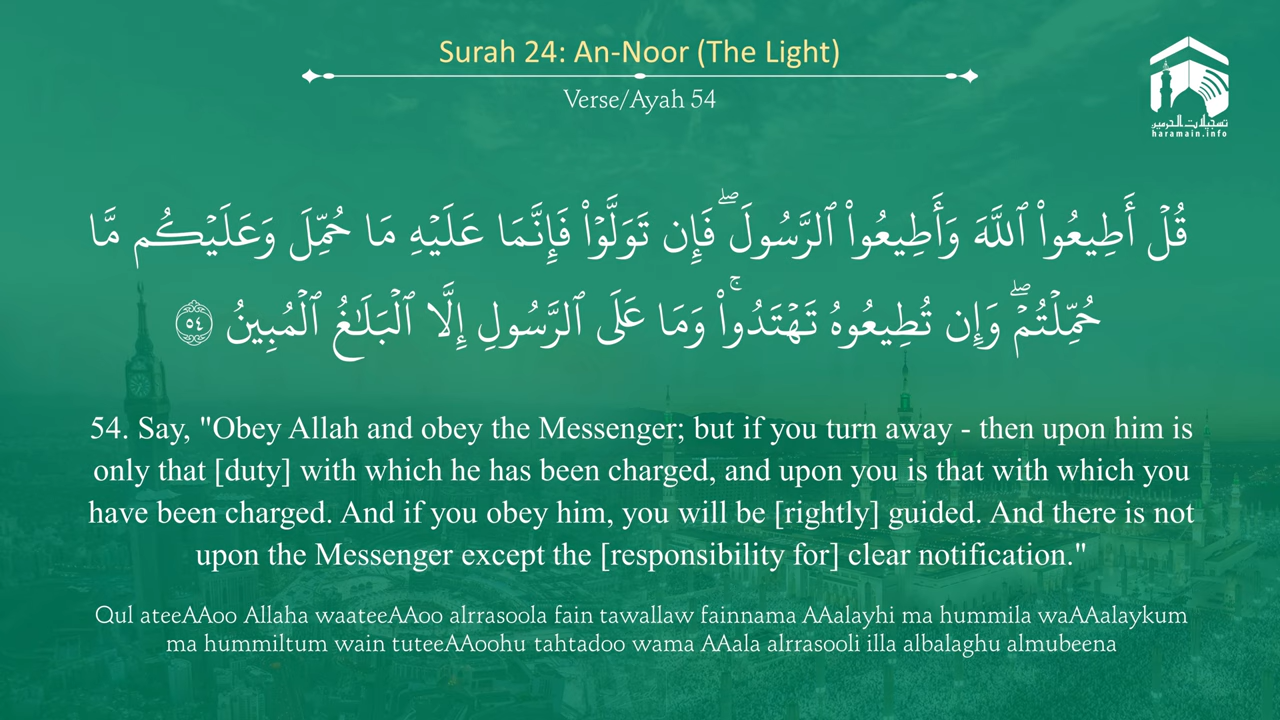 Surah 24: An-Noor (The Light)
Verse/Ayah 54
تسجيلات الحرمين
haramain.info
قُلْ أَطِيعُوا۟ ٱللَّهَ وَأَطِيعُوا۟ ٱلرَّسُولَ ۖ فَإِن تَوَلَّوْا۟ فَإِنَّمَا عَلَيْهِ مَا حُمِّلَ وَعَلَيْكُم مَّا
حُمِّلْتُمْ ۖ وَإِن تُطِيعُوهُ تَهْتَدُوا۟ ۚ وَمَا عَلَى ٱلرَّسُولِ إِلَّا ٱلْبَلَـٰغُ ٱلْمُبِينُ ٥٤
54. Say, "Obey Allah and obey the Messenger; but if you turn away - then upon him is
only that [duty] with which he has been charged, and upon you is that with which you
have been charged. And if you obey him, you will be [rightly] guided. And there is not
upon the Messenger except the [responsibility for] clear notification."
Qul ateeAAoo Allaha waateeAAoo alrrasoola fain tawallaw fainnama AAalayhi ma hummila waAAalaykum
ma hummiltum wain tuteeAAoohu tahtadoo wama AAala alrrasooli illa albalaghu almubeena